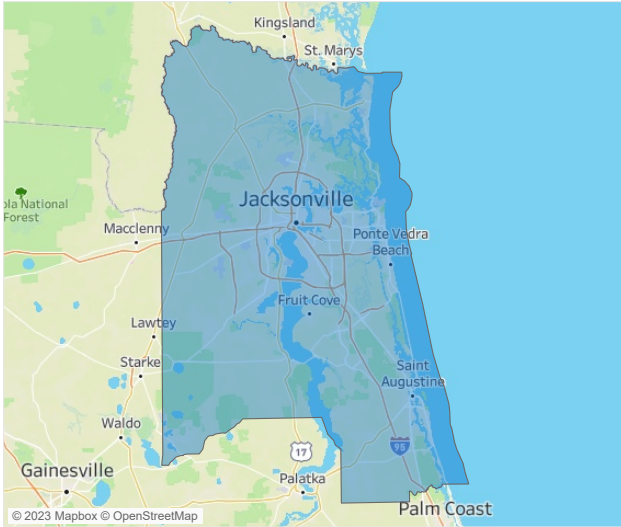 Kingsland
St. Marys
ola National
Forest
Jacksonville
Macclenny
Ponte Vedra
Beach
Fruit Cove
Lawtey
Starke
Saint
Augustine
Waldo
17
95
Gainesville
Palatka
Palm Coast
© 2023 Mapbox © OpenStreetMap